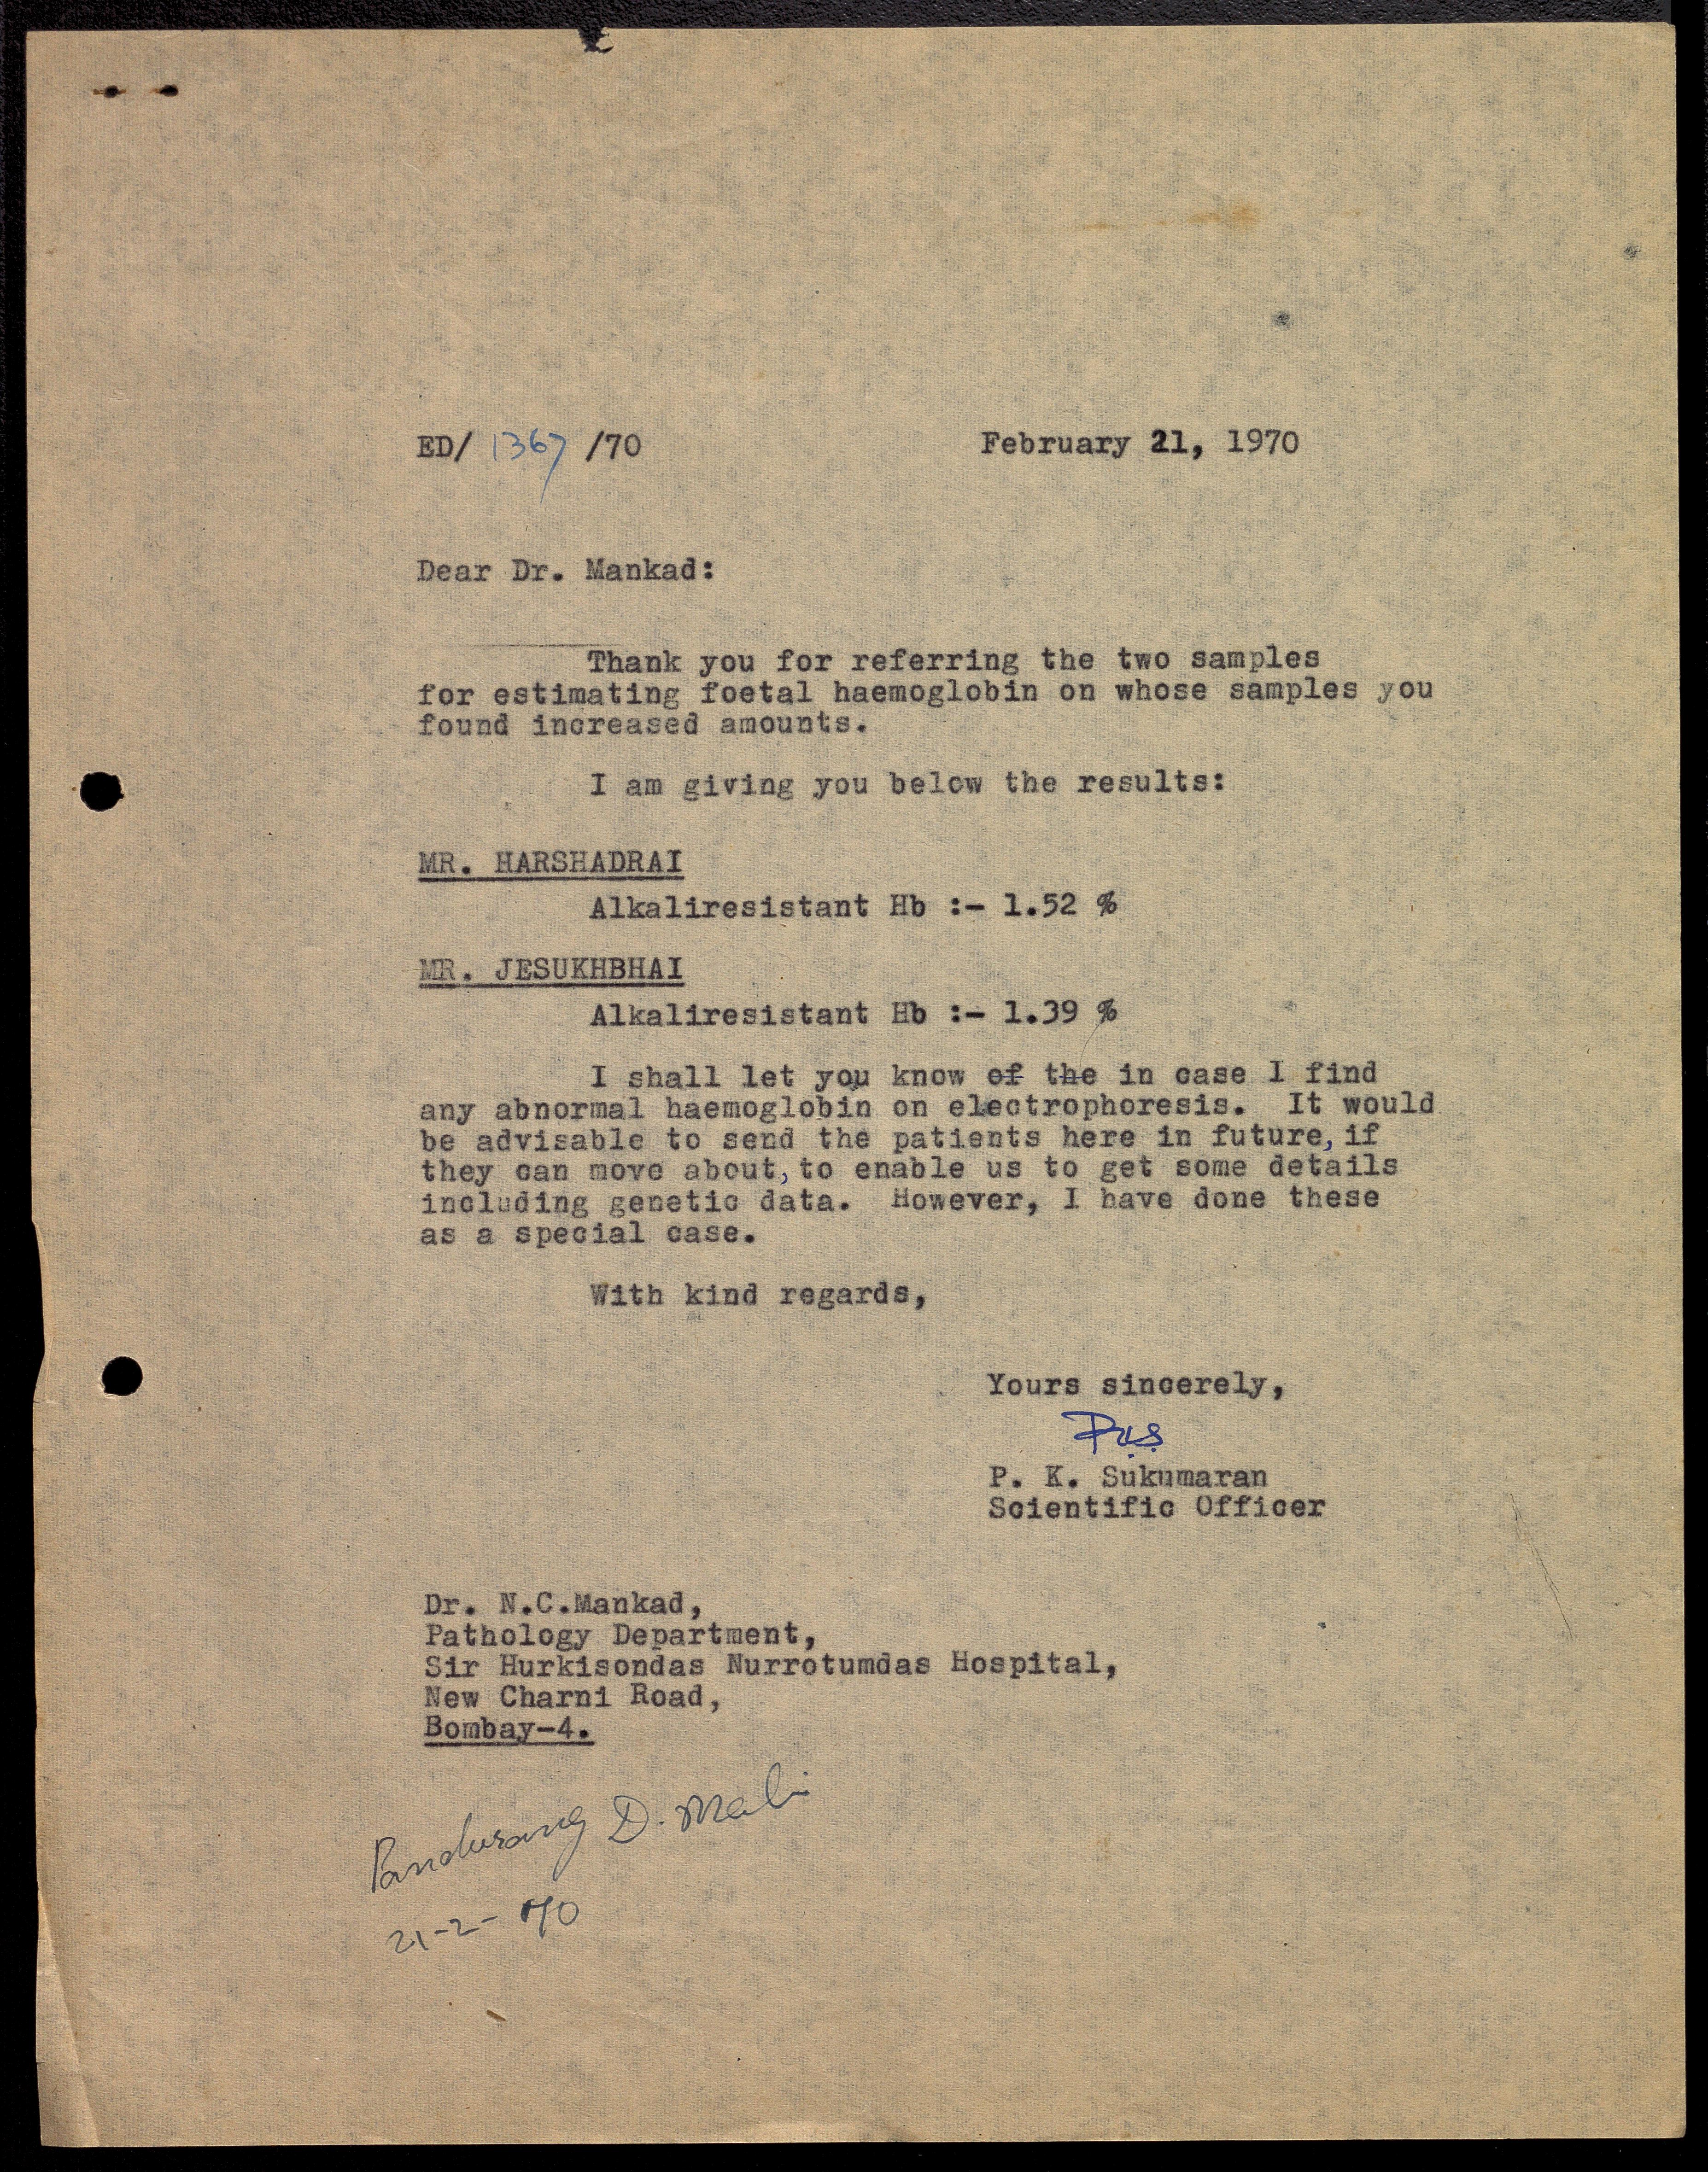 ED/ 1367 /70 February 21, 1970
Dear Dr. Mankad:
Thank you for referring the two samples
for estimating foetal haemoglobin on whose samples you
found increased amounts.
I am giving you below the results:
MR. HARSHADRAI
Alkaliresistant Hb :- 1.52 %
MR. JESUKHBHAI
Alkaliresistant Hb :- 1.39 %
I shall let you know of the in case I find
any abnormal haemoglobin on electrophoresis. It would
be advisable to send the patients here in future, if
they can move about, to enable us to get some details
including genetic data. However, I have done these
as a special case.
With kind regards,
Yours sincerely,
PKS
P. K. Sukumaran
Scientific Officer
Dr. N.C.Mankad,
Pathology Department,
Sir Hurkisondas Nurrotumdas Hospital,
New Charni Road,
Bombay-4.
Pandurang D. Mali
21-2-70